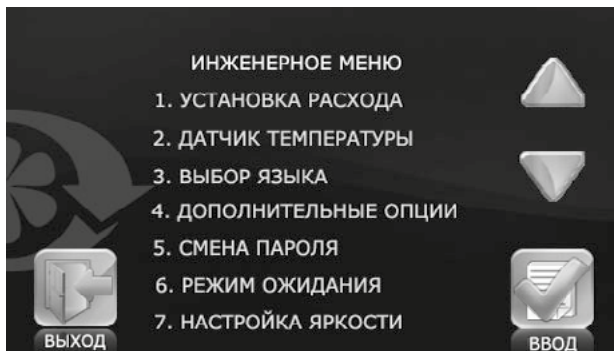 ИНЖЕНЕРНОЕ МЕНЮ
1. УСТАНОВКА РАСХОДА
2. ДАТЧИК ТЕМПЕРАТУРЫ
3. ВЫБОР ЯЗЫКА
4. ДОПОЛНИТЕЛЬНЫЕ ОПЦИИ
5. СМЕНА ПАРОЛЯ
6. РЕЖИМ ОЖИДАНИЯ
7. НАСТРОЙКА ЯРКОСТИ
ВЫХОД
ВВОД